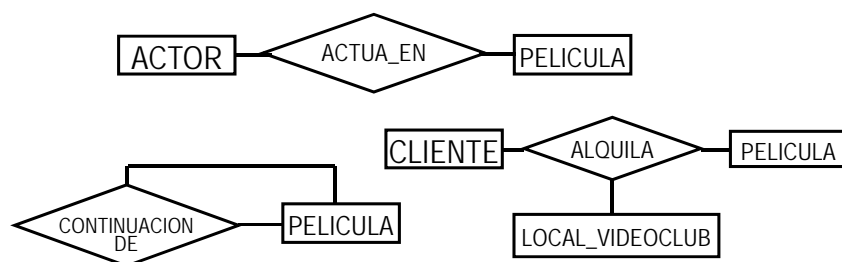 ACTOR
ACTUA_EN
PELICULA
CLIENTE
ALQUILA
PELICULA
CONTINUACION
DE
PELICULA
LOCAL_VIDEOCLUB